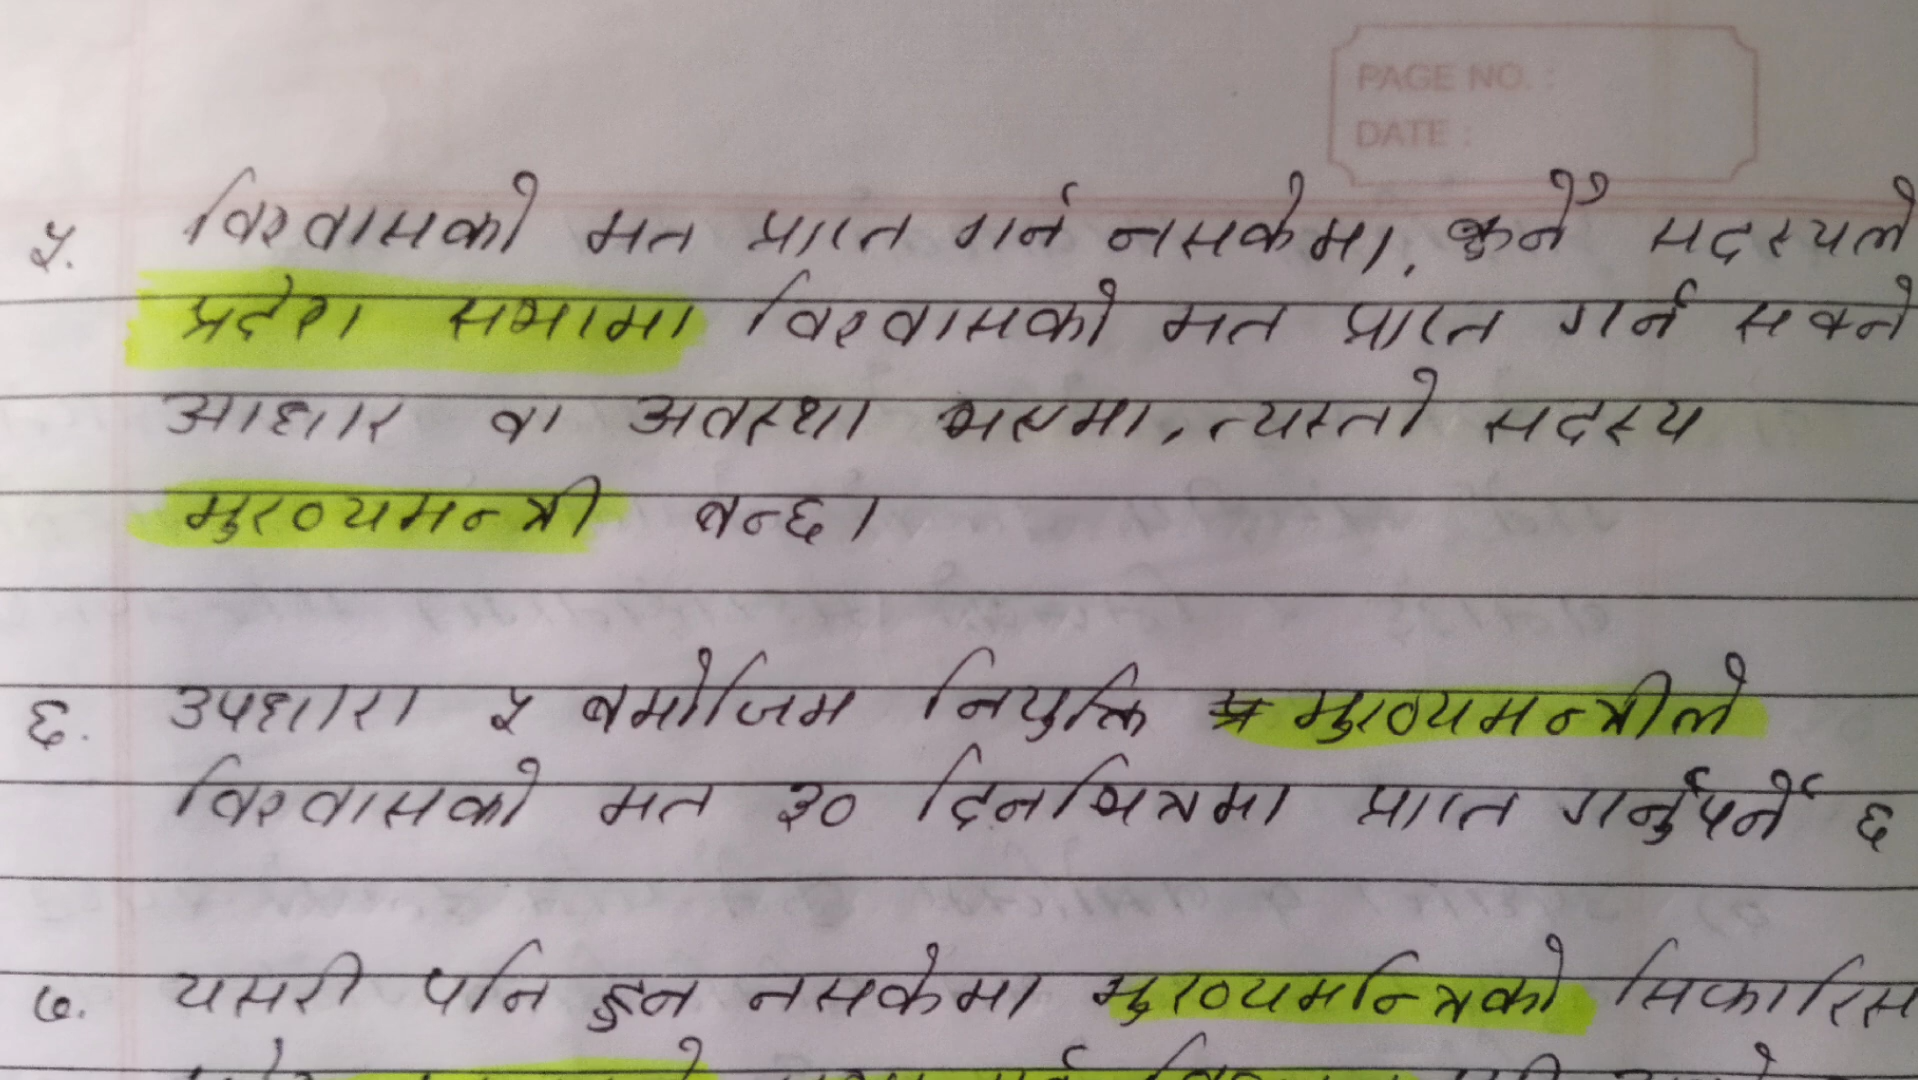 PAGE NO. :
DATE :
५. विश्वासको मत प्राप्त गर्न नसकेमा, कुनै सदस्यले
प्रदेश सभामा विश्वासको मत प्राप्त गर्न सक्ने
आधार वा अवस्था भएमा, त्यस्तो सदस्य
मुख्यमन्त्री बन्छ।
६. उपधारा ५ बमोजिम नियुक्ति मुख्यमन्त्रीले
विश्वासको मत ३० दिनभित्रमा प्राप्त गर्नुपर्ने छ
७. यसरी पनि हुन नसकेमा मुख्यमन्त्रिको सिफारिस